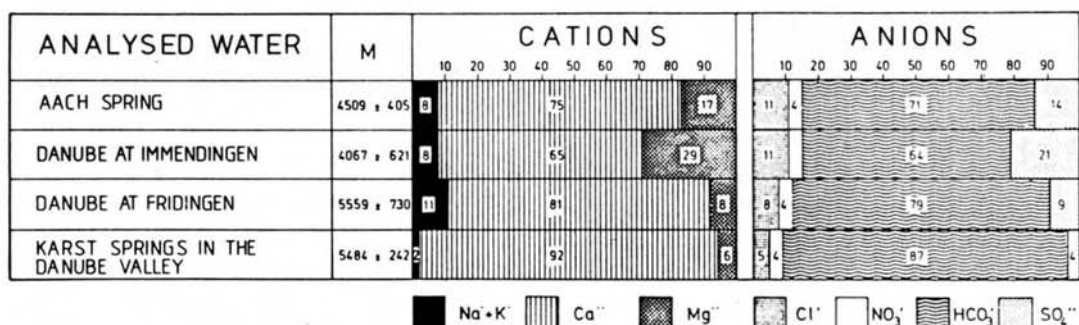 ANALYSED WATER M CATIONS ANIONS
10 20 30 40 50 60 70 80 90 10 20 30 40 50 60 70 80 90
AACH SPRING 4509 ± 405 8 75 17 11 4 71 14
DANUBE AT IMMENDINGEN 4067 ± 621 8 65 29 11 64 21
DANUBE AT FRIDINGEN 5559 ± 730 11 81 8 8 4 79 9
KARST SPRINGS IN THE
DANUBE VALLEY 5484 ± 242 2 92 6 5 4 87 4
Na˙+K˙ Ca˙˙ Mg˙˙ Cl' NO₃' HCO₃' SO₄''